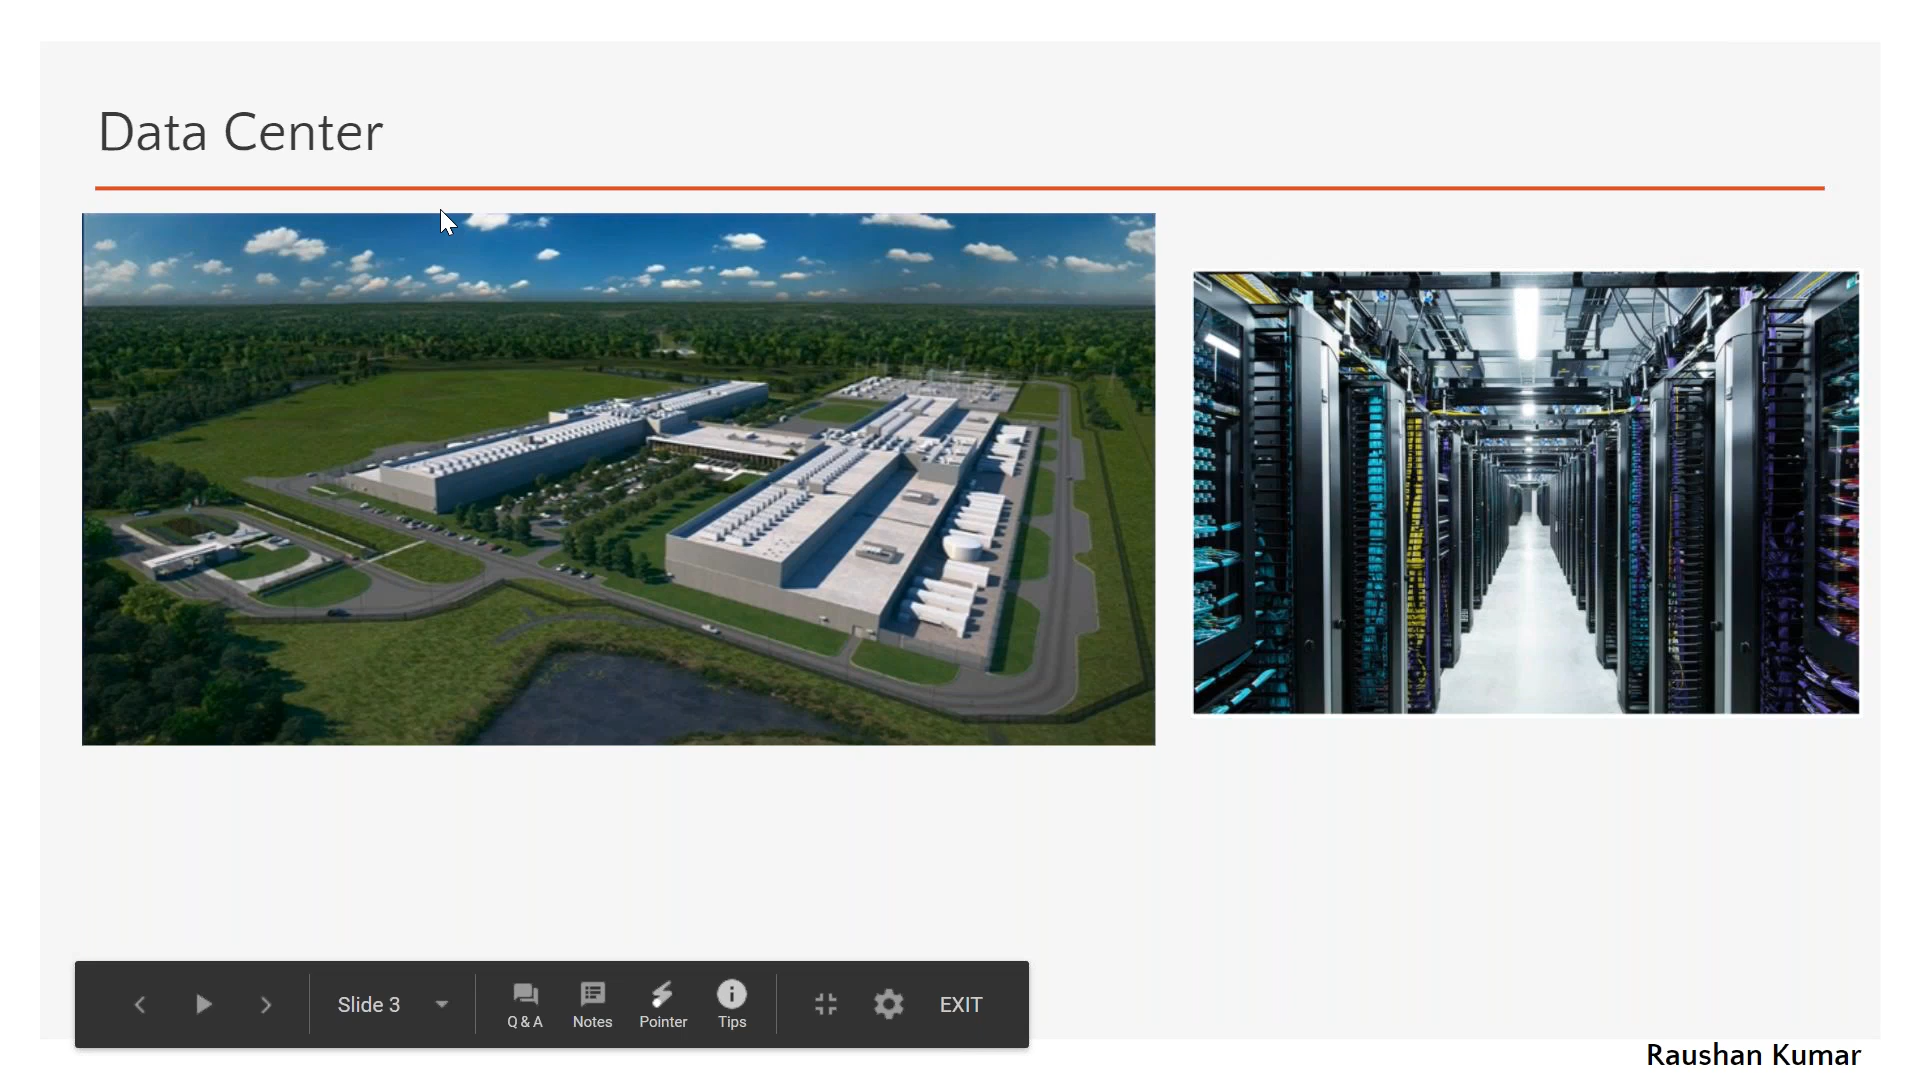 Data Center
Slide 3
Q & A
Notes
Pointer
Tips
EXIT
Raushan Kumar